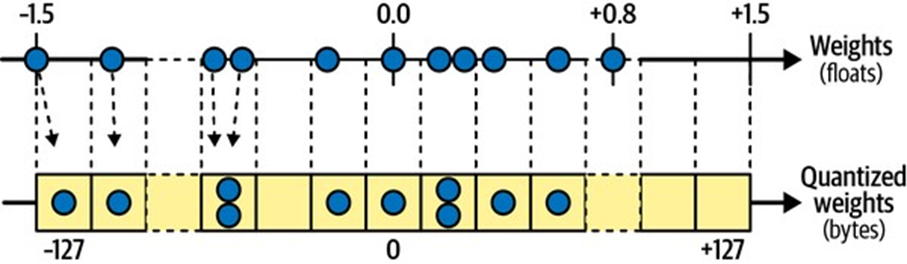 -1.5 0.0 +0.8 +1.5
Weights
(floats)
Quantized
weights
(bytes)
-127 0 +127